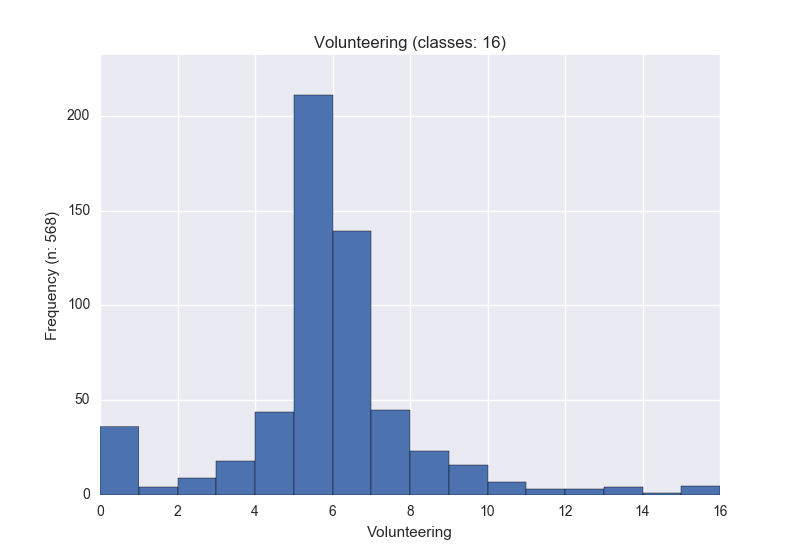 Volunteering (classes: 16)
200
150
100
50
0
Frequency (n: 568)
0 2 4 6 8 10 12 14 16
Volunteering